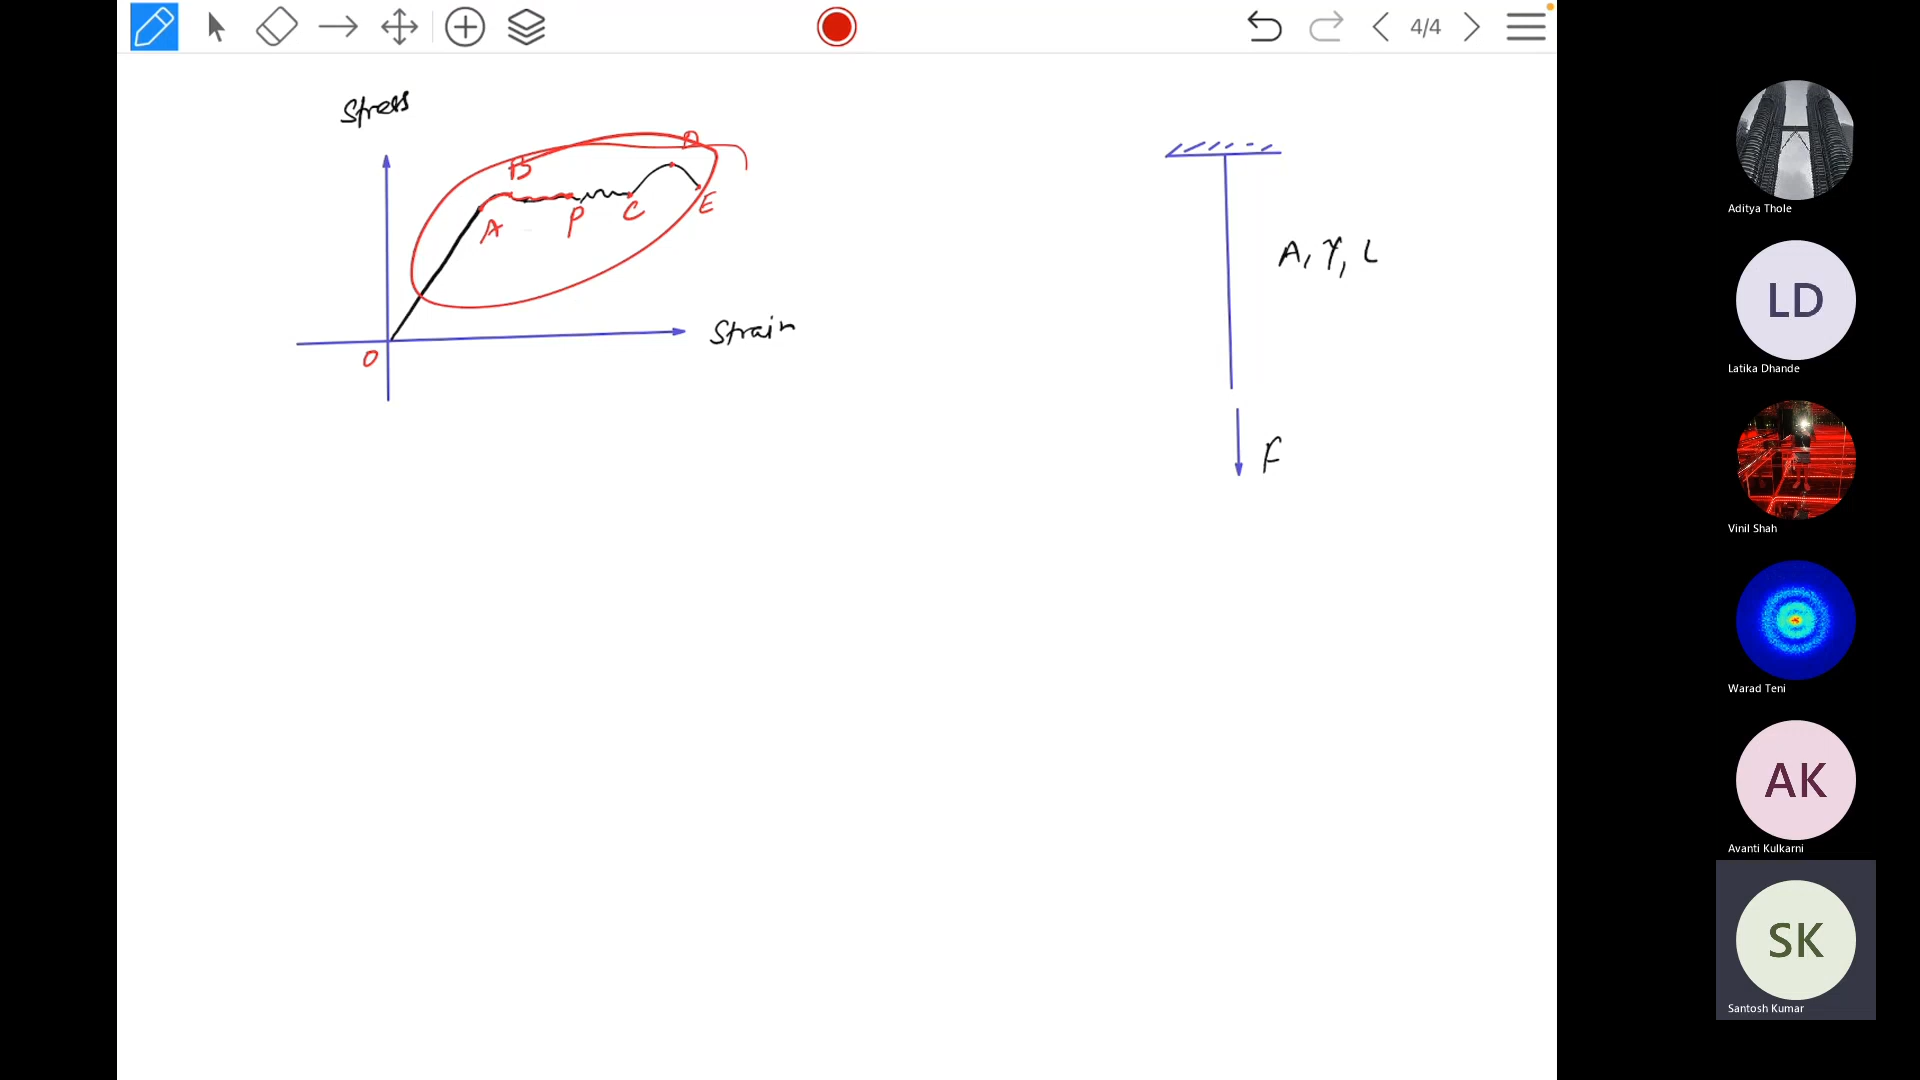 4/4
Stress
B
D
A
P
C
E
Strain
O
A, Y, L
F
Aditya Thole
LD
Latika Dhande
Vinil Shah
Warad Teni
AK
Avanti Kulkarni
SK
Santosh Kumar